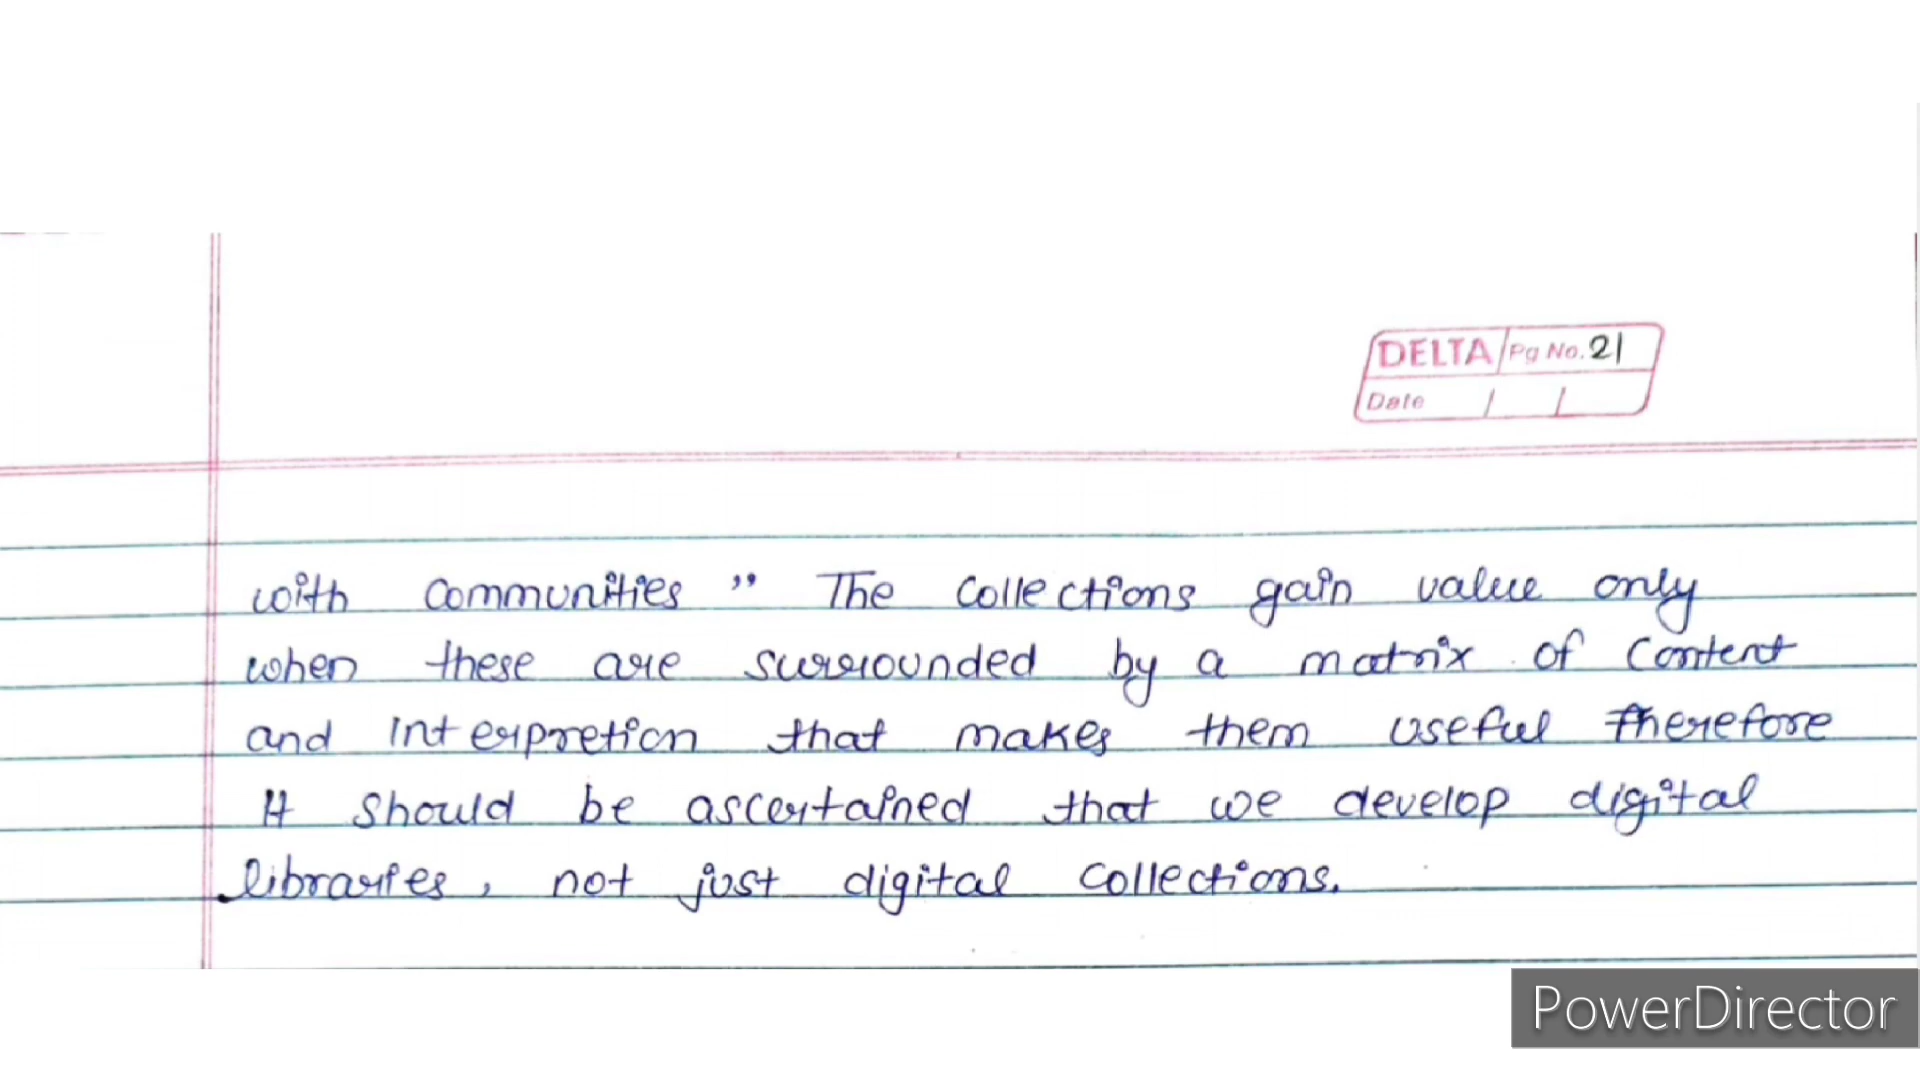 DELTA Pg No. 21
Date / /
with communities " The collections gain value only
when these are surrounded by a matrix of content
and interpretion that makes them useful therefore
It should be ascertained that we develop digital
libraries, not just digital collections.
PowerDirector